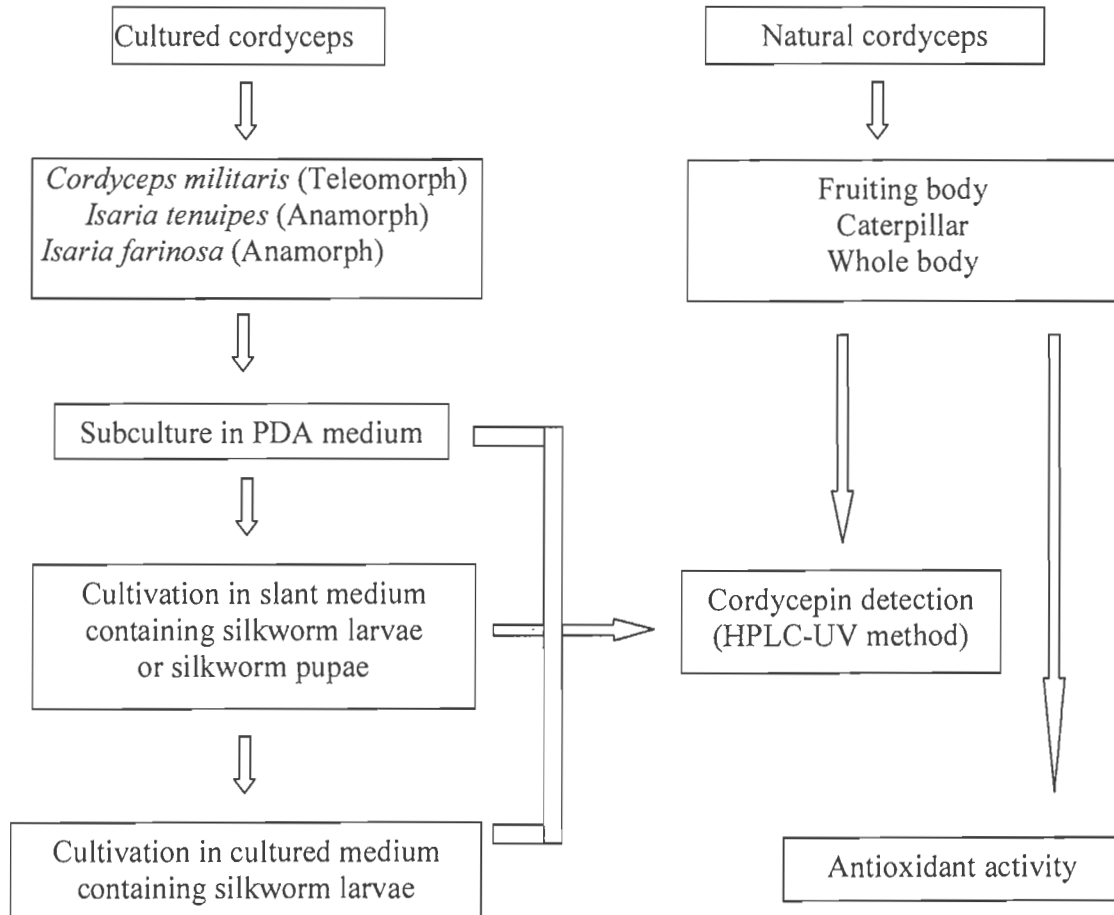 Cultured cordyceps
Cordyceps militaris (Teleomorph)
Isaria tenuipes (Anamorph)
Isaria farinosa (Anamorph)
Subculture in PDA medium
Cultivation in slant medium
containing silkworm larvae
or silkworm pupae
Cultivation in cultured medium
containing silkworm larvae
Natural cordyceps
Fruiting body
Caterpillar
Whole body
Cordycepin detection
(HPLC-UV method)
Antioxidant activity